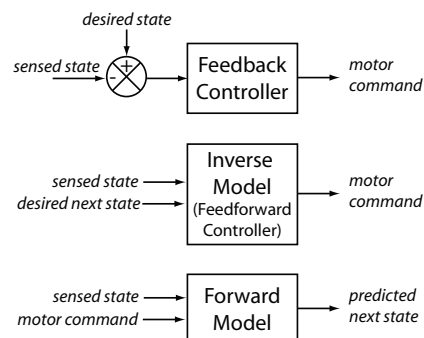 desired state
sensed state
+
-
Feedback
Controller
motor
command
sensed state
desired next state
Inverse
Model
(Feedforward
Controller)
motor
command
sensed state
motor command
Forward
Model
predicted
next state